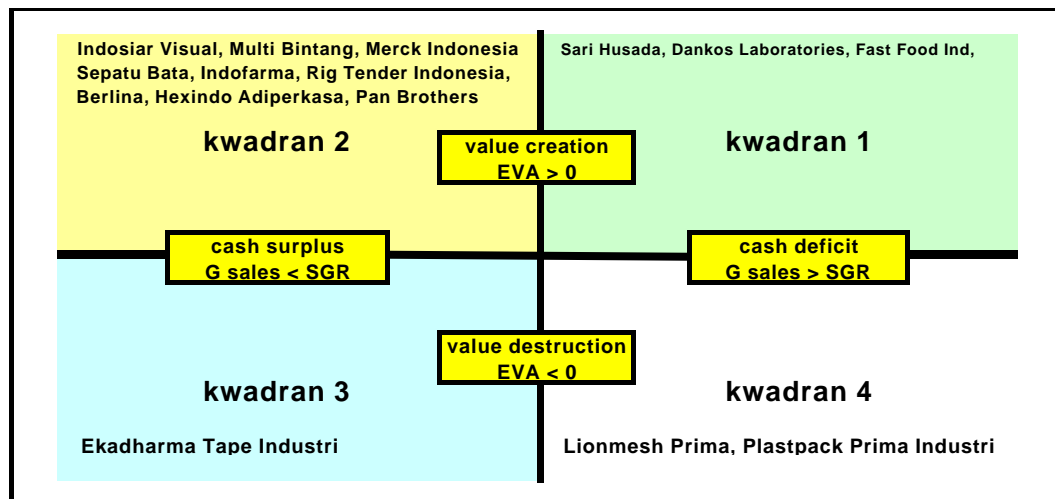 Indosiar Visual, Multi Bintang, Merck Indonesia
Sepatu Bata, Indofarma, Rig Tender Indonesia,
Berlina, Hexindo Adiperkasa, Pan Brothers
kwadran 2
Sari Husada, Dankos Laboratories, Fast Food Ind,
kwadran 1
value creation
EVA > 0
cash surplus
G sales < SGR
cash deficit
G sales > SGR
value destruction
EVA < 0
kwadran 3
Ekadharma Tape Industri
kwadran 4
Lionmesh Prima, Plastpack Prima Industri